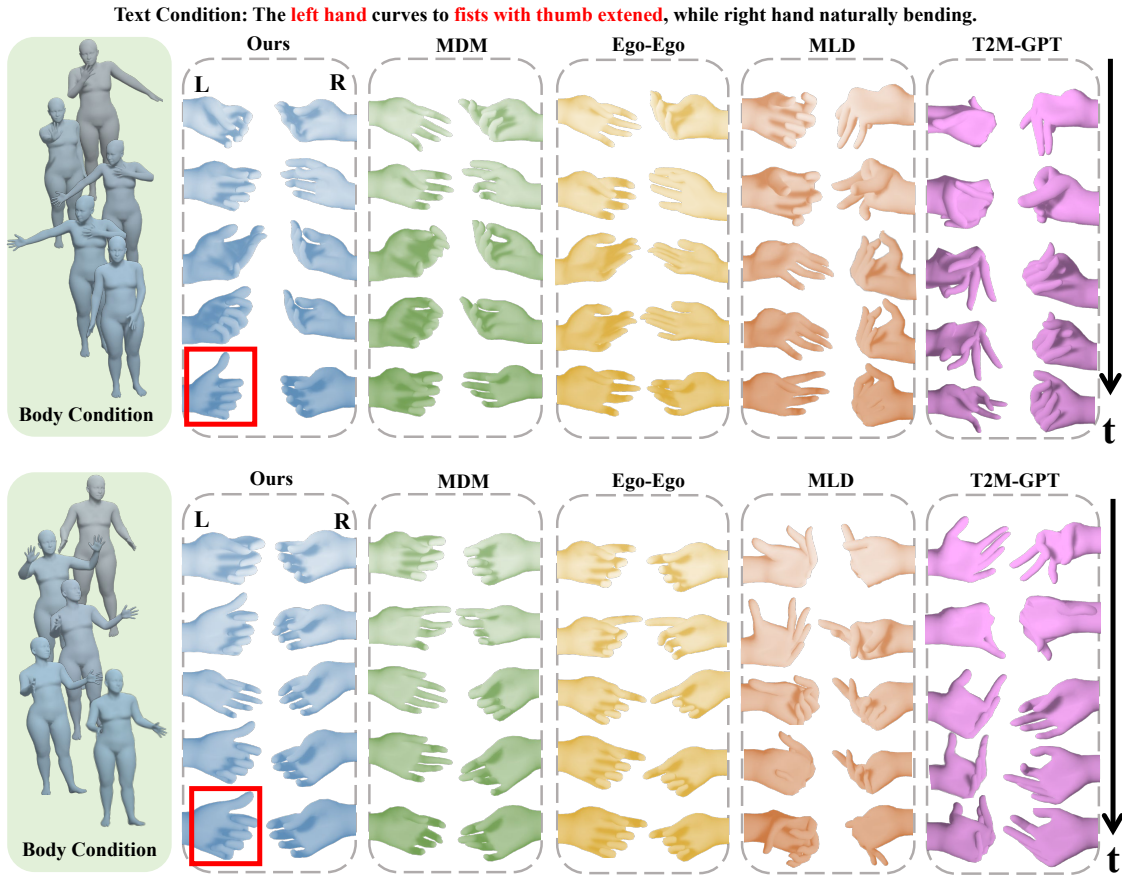 Text Condition: The left hand curves to fists with thumb extened, while right hand naturally bending.
Ours MDM Ego-Ego MLD T2M-GPT
L R
Body Condition
t
Ours MDM Ego-Ego MLD T2M-GPT
L R
Body Condition
t